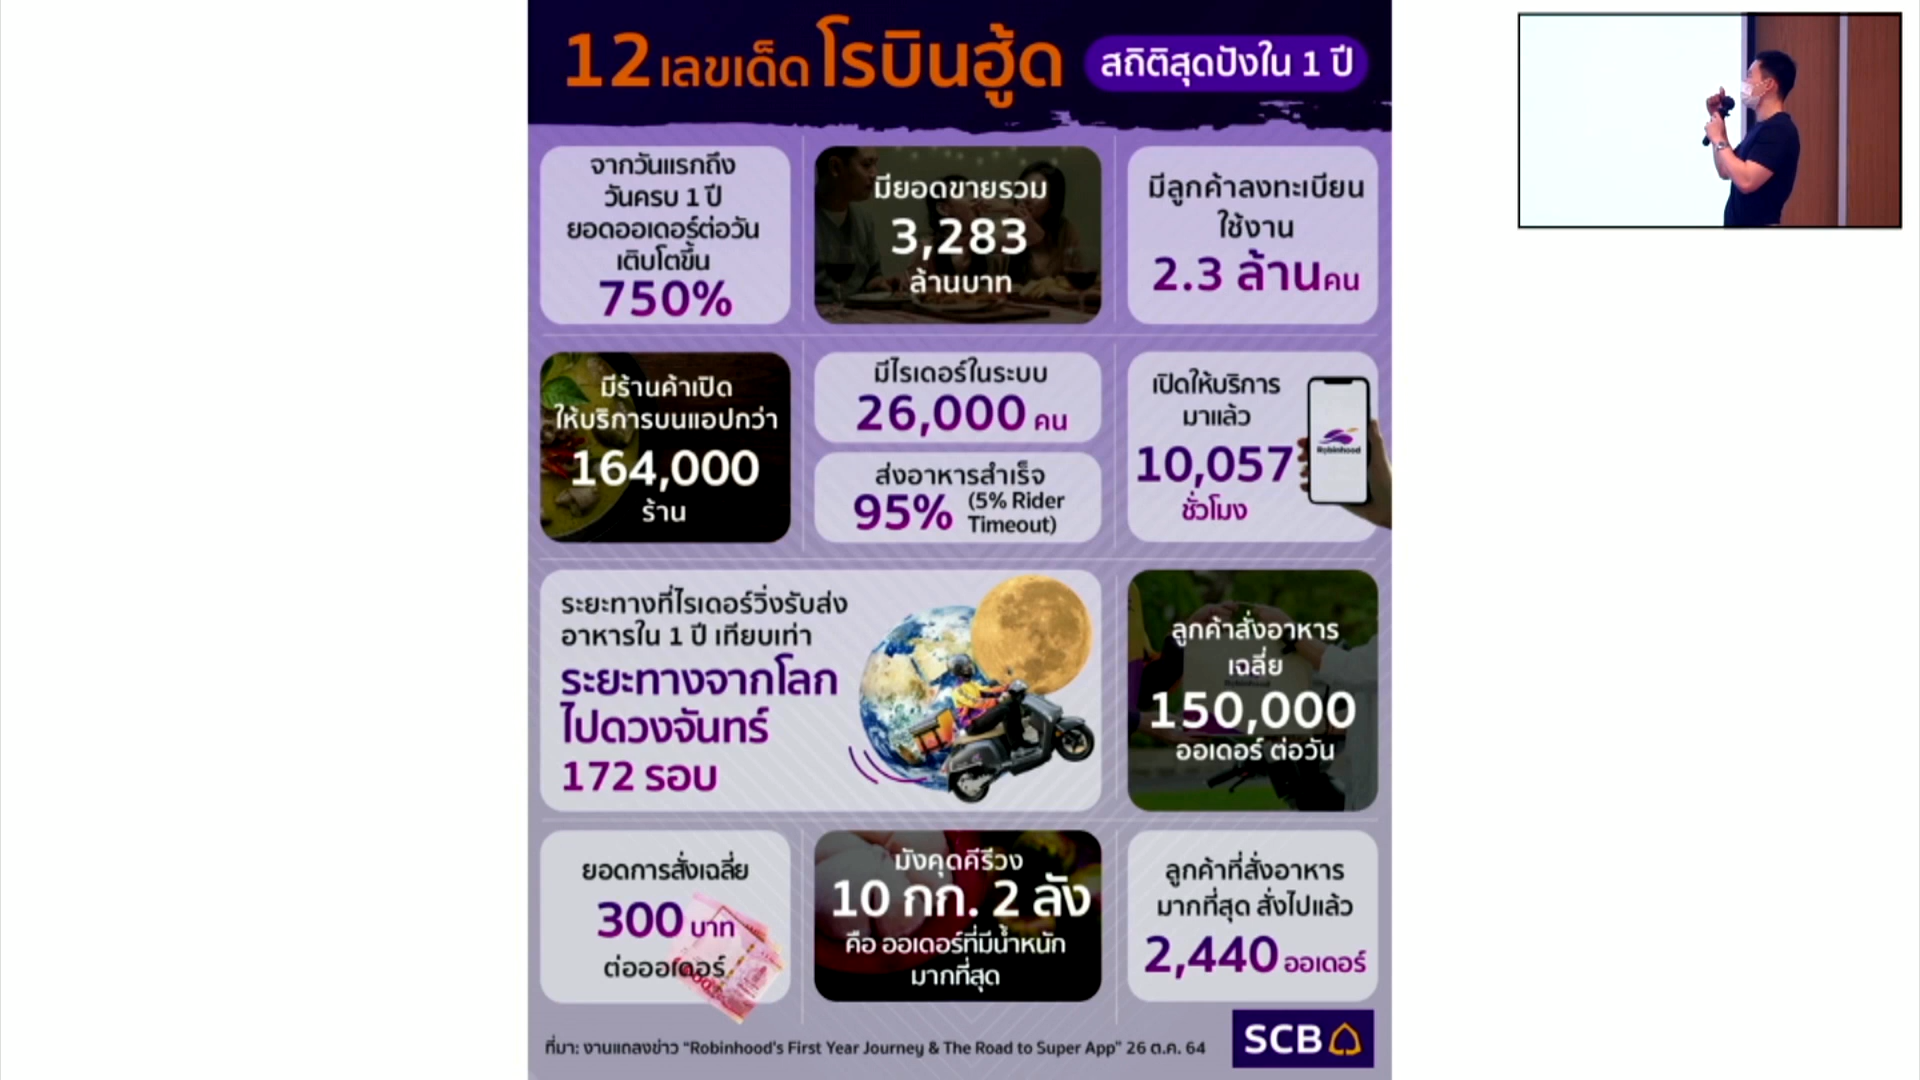 12 เลขเด็ด โรบินฮู้ด สถิติสุดปังใน 1 ปี
จากวันแรกถึง
วันครบ 1 ปี
ยอดออเดอร์ต่อวัน
เติบโตขึ้น
750%
มียอดขายรวม
3,283
ล้านบาท
มีลูกค้าลงทะเบียน
ใช้งาน
2.3 ล้านคน
มีร้านค้าเปิด
ให้บริการบนแอปกว่า
164,000
ร้าน
มีไรเดอร์ในระบบ
26,000 คน
ส่งอาหารสำเร็จ
95% (5% Rider
Timeout)
เปิดให้บริการ
มาแล้ว
10,057
ชั่วโมง
Robinhood
ระยะทางที่ไรเดอร์วิ่งรับส่ง
อาหารใน 1 ปี เทียบเท่า
ระยะทางจากโลก
ไปดวงจันทร์
172 รอบ
ลูกค้าสั่งอาหาร
เฉลี่ย
150,000
ออเดอร์ ต่อวัน
ยอดการสั่งเฉลี่ย
300 บาท
ต่อออเดอร์
มังคุดคีรีวง
10 กก. 2 ลัง
คือ ออเดอร์ที่มีน้ำหนัก
มากที่สุด
ลูกค้าที่สั่งอาหาร
มากที่สุด สั่งไปแล้ว
2,440 ออเดอร์
ที่มา: งานแถลงข่าว "Robinhood's First Year Journey & The Road to Super App" 26 ต.ค. 64
SCB